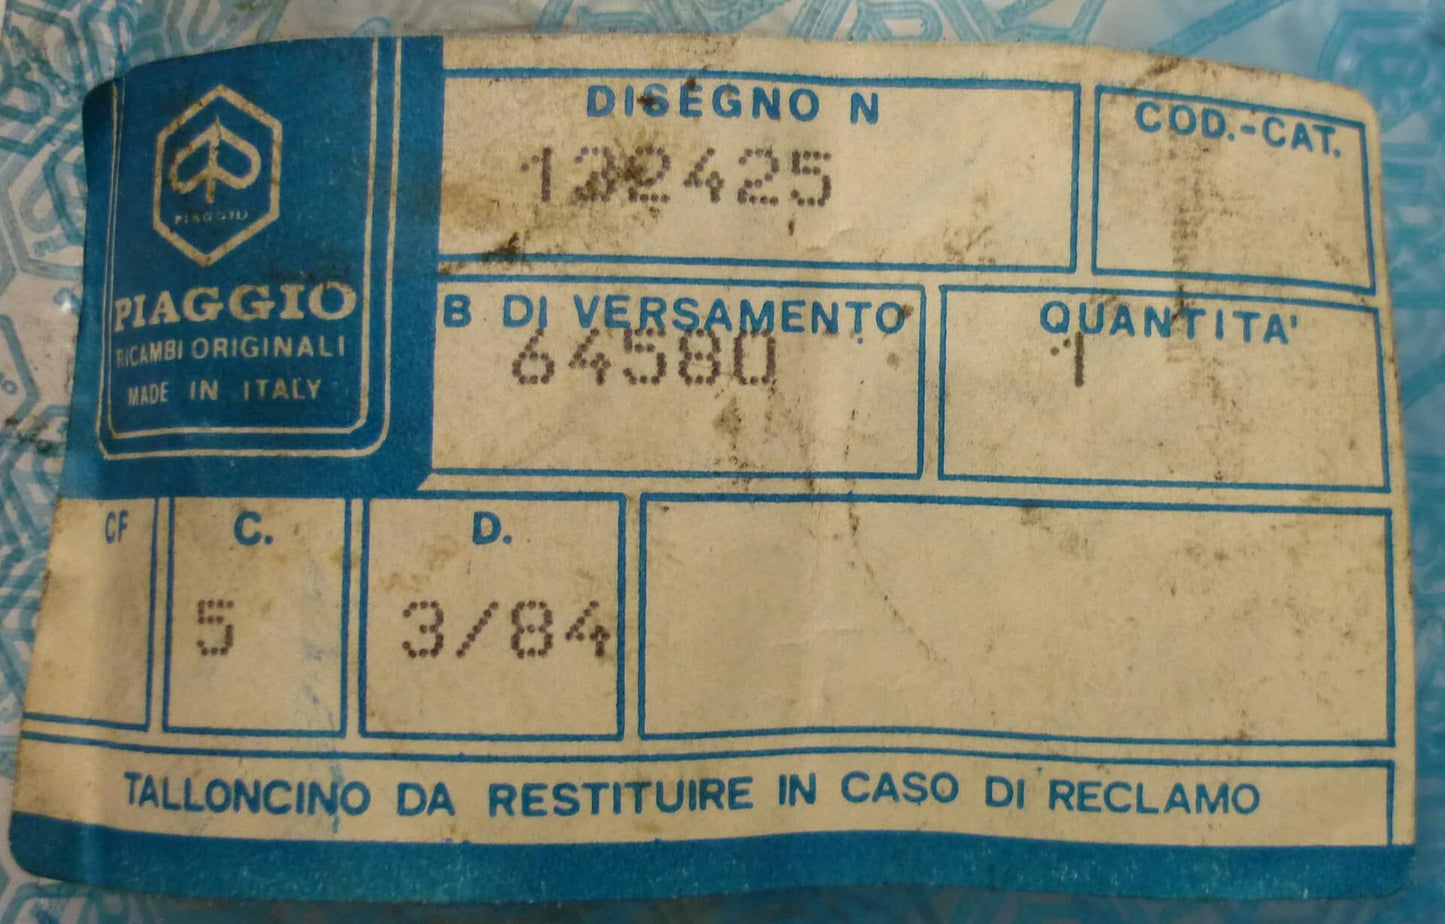 PIAGGIO
PIAGGIO
RICAMBI ORIGINALI
MADE IN ITALY
DISEGNO N
122425
COD.-CAT.
B DI VERSAMENTO
64580
QUANTITA'
1
CF
C.
5
D.
3/84
TALLONCINO DA RESTITUIRE IN CASO DI RECLAMO